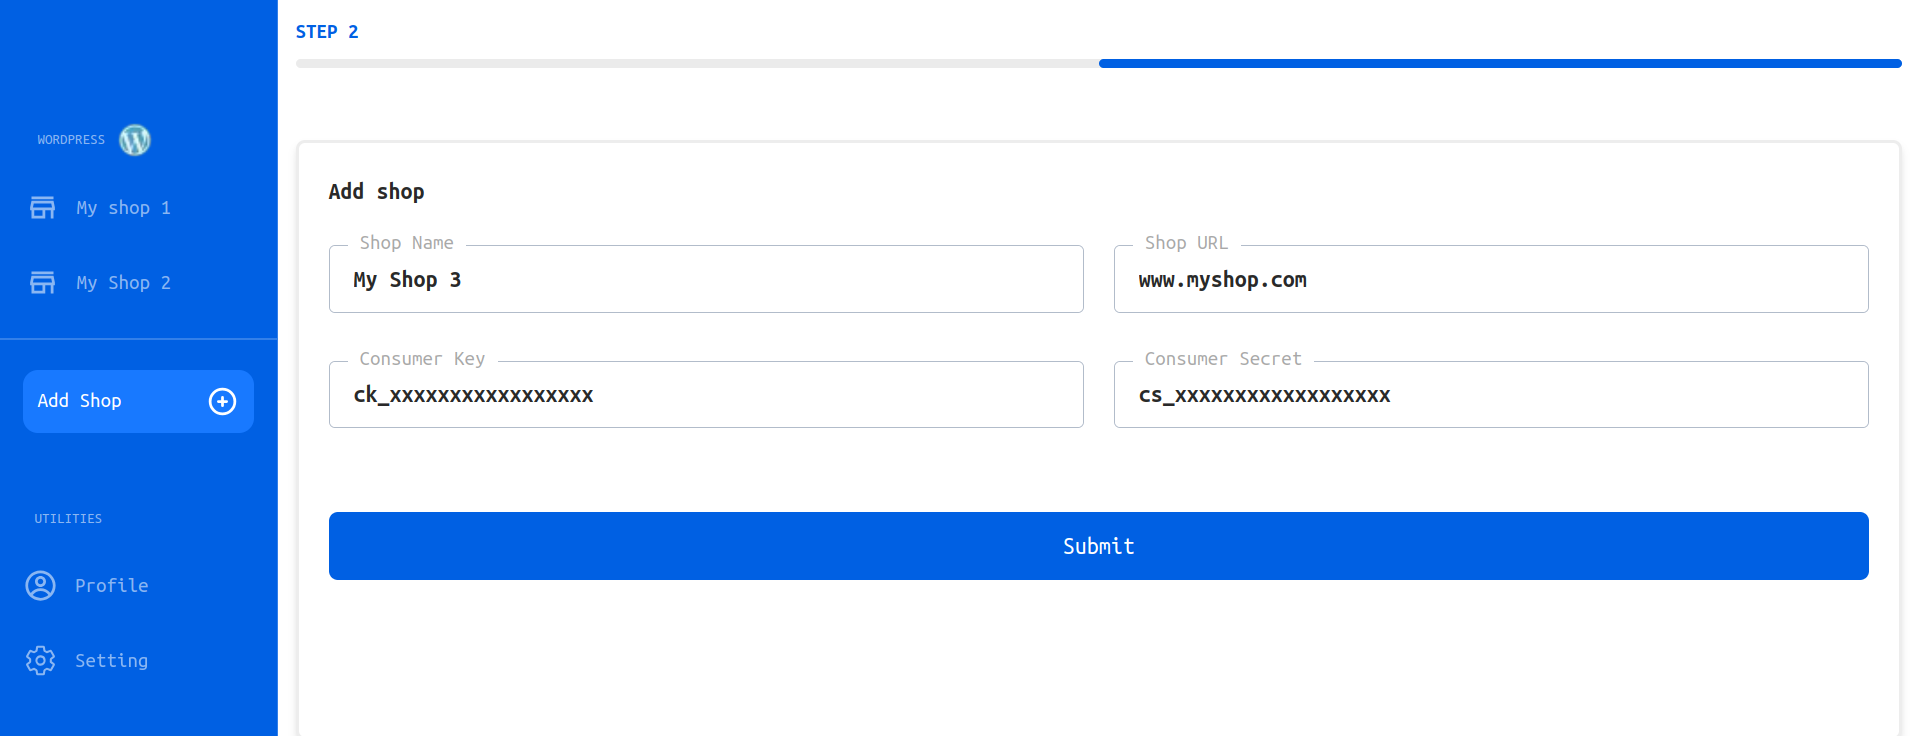 WORDPRESS
My shop 1
My Shop 2
Add Shop
UTILITIES
Profile
Setting
STEP 2
Add shop
Shop Name
My Shop 3
Shop URL
www.myshop.com
Consumer Key
ck_xxxxxxxxxxxxxxxxx
Consumer Secret
cs_xxxxxxxxxxxxxxxxxx
Submit